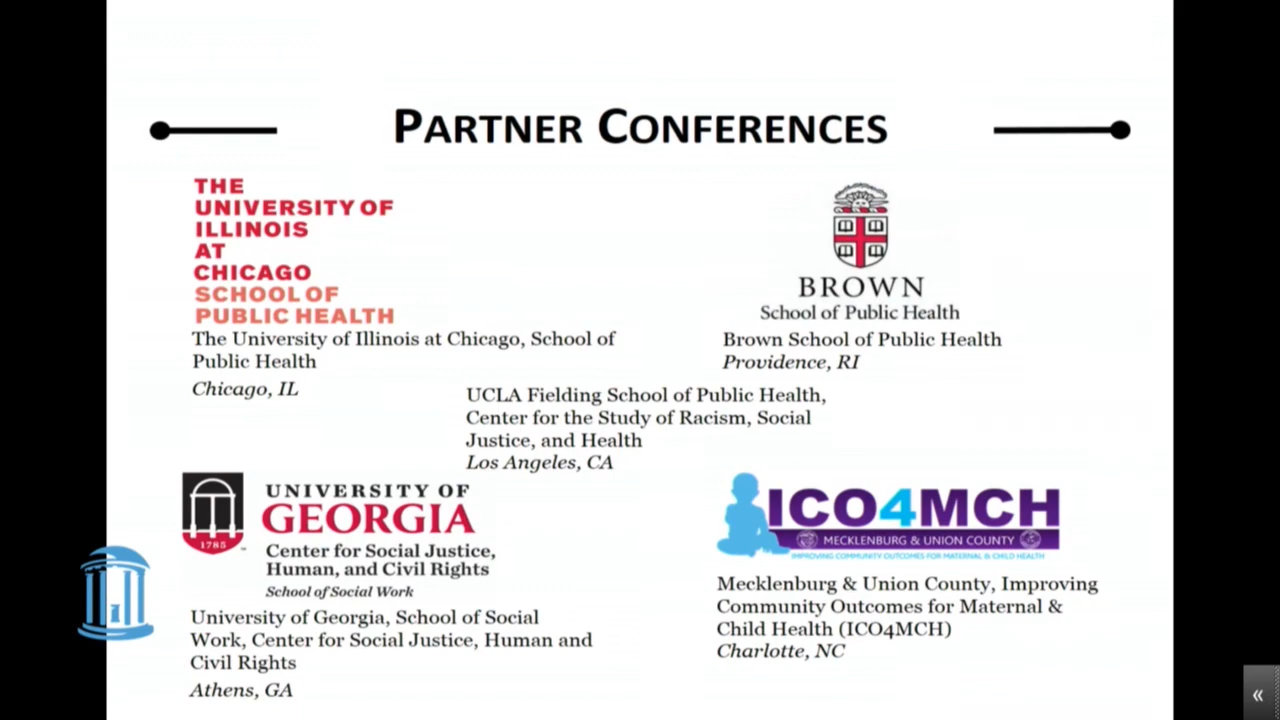 PARTNER CONFERENCES
THE
UNIVERSITY OF
ILLINOIS
AT
CHICAGO
SCHOOL OF
PUBLIC HEALTH
The University of Illinois at Chicago, School of
Public Health
Chicago, IL
BROWN
School of Public Health
Brown School of Public Health
Providence, RI
UCLA Fielding School of Public Health,
Center for the Study of Racism, Social
Justice, and Health
Los Angeles, CA
1785
UNIVERSITY OF
GEORGIA
Center for Social Justice,
Human, and Civil Rights
School of Social Work
University of Georgia, School of Social
Work, Center for Social Justice, Human and
Civil Rights
Athens, GA
ICO4MCH
MECKLENBURG & UNION COUNTY
IMPROVING COMMUNITY OUTCOMES FOR MATERNAL & CHILD HEALTH
Mecklenburg & Union County, Improving
Community Outcomes for Maternal &
Child Health (ICO4MCH)
Charlotte, NC
«